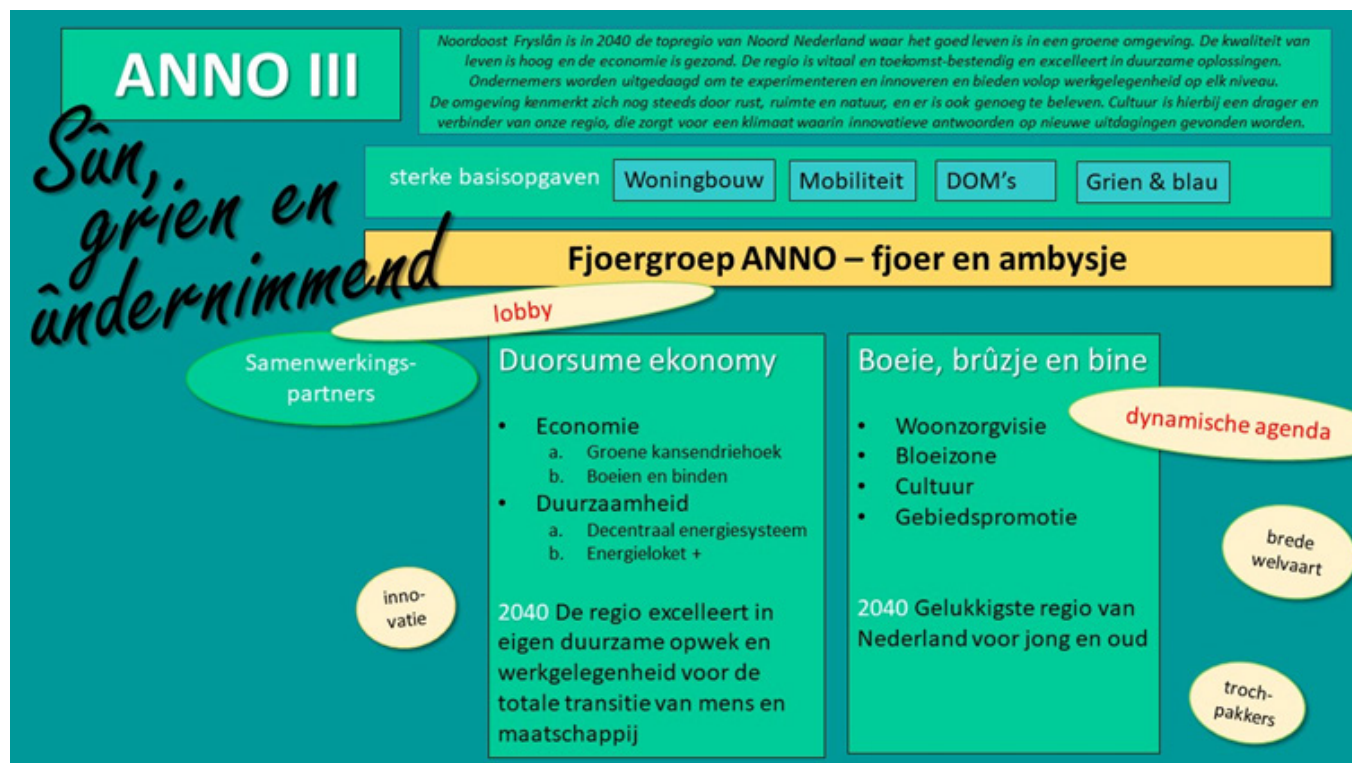 ANNO III
Noordoost Fryslân is in 2040 de topregio van Noord Nederland waar het goed leven is in een groene omgeving. De kwaliteit van
leven is hoog en de economie is gezond. De regio is vitaal en toekomst-bestendig en excelleert in duurzame oplossingen.
Ondernemers worden uitgedaagd om te experimenteren en innoveren en bieden volop werkgelegenheid op elk niveau.
De omgeving kenmerkt zich nog steeds door rust, ruimte en natuur, en er is ook genoeg te beleven. Cultuur is hierbij een drager en
verbinder van onze regio, die zorgt voor een klimaat waarin innovatieve antwoorden op nieuwe uitdagingen gevonden worden.
Sûn,
grien en
ûndernimmend
sterke basisopgaven
Woningbouw
Mobiliteit
DOM's
Grien & blau
Fjoergroep ANNO – fjoer en ambysje
lobby
Samenwerkings-
partners
Duorsume ekonomy
• Economie
a. Groene kansendriehoek
b. Boeien en binden
• Duurzaamheid
a. Decentraal energiesysteem
b. Energieloket +
2040 De regio excelleert in
eigen duurzame opwek en
werkgelegenheid voor de
totale transitie van mens en
maatschappij
inno-
vatie
Boeie, brûzje en bine
• Woonzorgvisie
• Bloeizone
• Cultuur
• Gebiedspromotie
2040 Gelukkigste regio van
Nederland voor jong en oud
dynamische agenda
brede
welvaart
troch-
pakkers